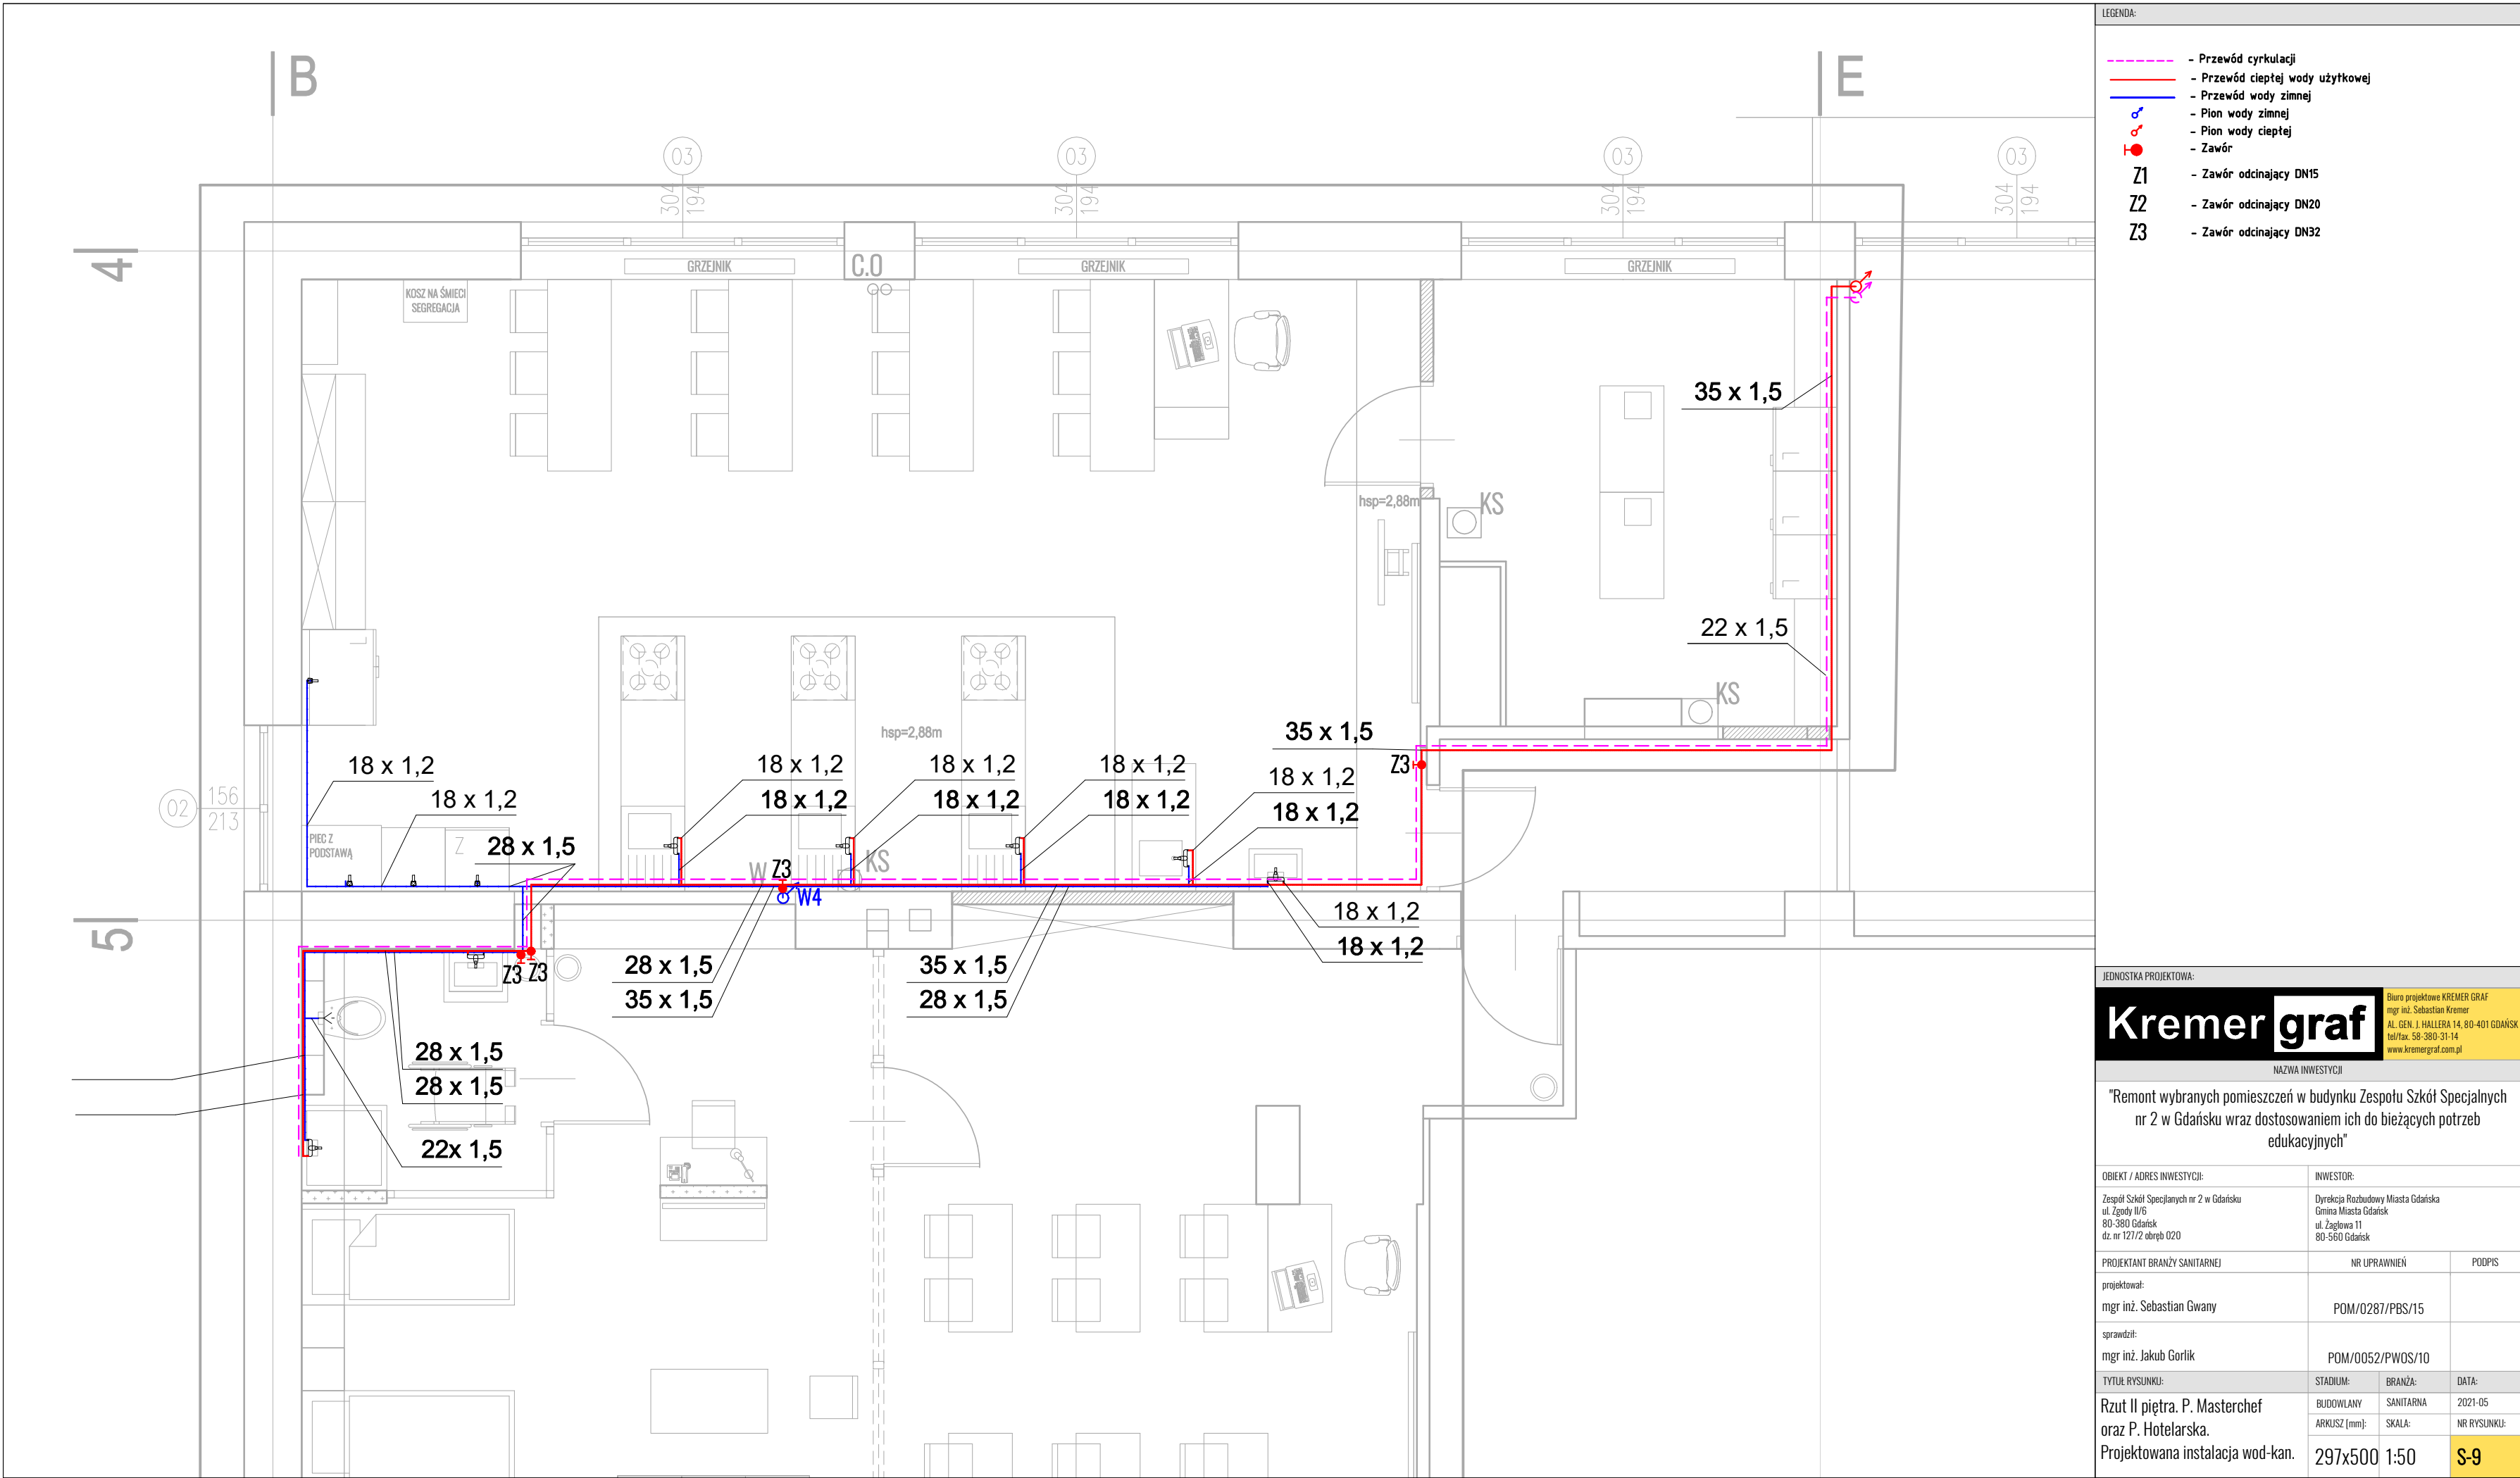 B
E
03
03
03
03
304
194
304
194
304
194
304
194
4
GRZEJNIK
C.O
GRZEJNIK
GRZEJNIK
KOSZ NA ŚMIECI
SEGREGACJA
35 x 1,5
hsp=2,88m
KS
22 x 1,5
KS
hsp=2,88m
35 x 1,5
Z3
18 x 1,2
18 x 1,2
18 x 1,2
18 x 1,2
18 x 1,2
18 x 1,2
18 x 1,2
18 x 1,2
18 x 1,2
18 x 1,2
02
156
213
PIEC Z
PODSTAWĄ
Z
28 x 1,5
W
Z3
KS
W4
18 x 1,2
18 x 1,2
5
Z3
Z3
28 x 1,5
35 x 1,5
35 x 1,5
28 x 1,5
28 x 1,5
28 x 1,5
22x 1,5
LEGENDA:
- Przewód cyrkulacji
- Przewód ciepłej wody użytkowej
- Przewód wody zimnej
- Pion wody zimnej
- Pion wody ciepłej
- Zawór
Z1 - Zawór odcinający DN15
Z2 - Zawór odcinający DN20
Z3 - Zawór odcinający DN32
JEDNOSTKA PROJEKTOWA:
Kremer graf
Biuro projektowe KREMER GRAF
mgr inż. Sebastian Kremer
AL. GEN. J. HALLERA 14, 80-401 GDAŃSK
tel/fax. 58-380-31-14
www.kremergraf.com.pl
NAZWA INWESTYCJI
"Remont wybranych pomieszczeń w budynku Zespołu Szkół Specjalnych
nr 2 w Gdańsku wraz dostosowaniem ich do bieżących potrzeb
edukacyjnych"
OBIEKT / ADRES INWESTYCJI:
Zespół Szkół Specjlanych nr 2 w Gdańsku
ul. Zgody II/6
80-380 Gdańsk
dz. nr 127/2 obręb 020
INWESTOR:
Dyrekcja Rozbudowy Miasta Gdańska
Gmina Miasta Gdańsk
ul. Żaglowa 11
80-560 Gdańsk
PROJEKTANT BRANŻY SANITARNEJ
NR UPRAWNIEŃ
PODPIS
projektował:
mgr inż. Sebastian Gwany
POM/0287/PBS/15
sprawdził:
mgr inż. Jakub Gorlik
POM/0052/PWOS/10
TYTUŁ RYSUNKU:
Rzut II piętra. P. Masterchef
oraz P. Hotelarska.
Projektowana instalacja wod-kan.
STADIUM:
BRANŻA:
DATA:
BUDOWLANY
SANITARNA
2021-05
ARKUSZ [mm]:
SKALA:
NR RYSUNKU:
297x500
1:50
S-9